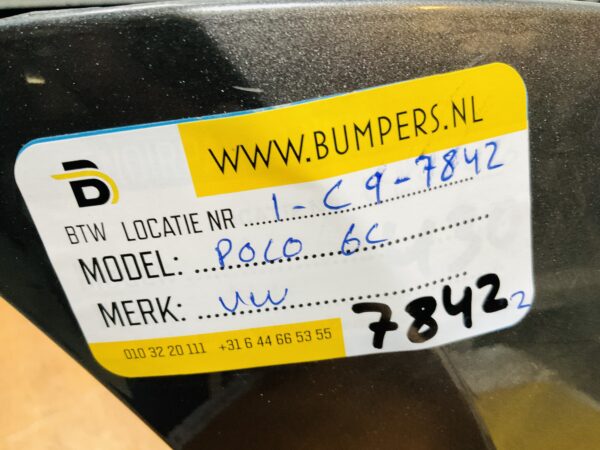 WWW.BUMPERS.NL
B
BTW LOCATIE NR 1-C9-7842
MODEL: POLO 6C
MERK: VW
7842 2
010 32 20 111 +31 6 44 66 53 55